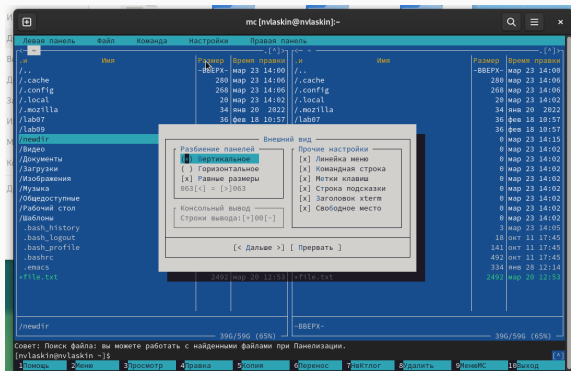 mc [nvlaskin@nvlaskin]:~
Левая панель Файл Команда Настройки Правая панель
<- ~ .[^]> <- ~ .[^]>
.и Имя Размер Время правки .и Имя Размер Время правки
/.. -ВВЕРХ- мар 23 14:00 /.. -ВВЕРХ- мар 23 14:00
/.cache 280 мар 23 14:06 /.cache 280 мар 23 14:06
/.config 268 мар 23 14:06 /.config 268 мар 23 14:06
/.local 20 мар 23 14:02 /.local 20 мар 23 14:02
/.mozilla 34 янв 20 2022 /.mozilla 34 янв 20 2022
/lab07 36 фев 18 10:57 /lab07 36 фев 18 10:57
/lab09 36 фев 18 10:57
/newdir 0 мар 23 14:15
/Видео 0 мар 23 14:02
/Документы 0 мар 23 14:02
/Загрузки 0 мар 23 14:02
/Изображения 0 мар 23 14:02
/Музыка 0 мар 23 14:02
/Общедоступные 0 мар 23 14:02
/Рабочий стол 0 мар 23 14:02
/Шаблоны 0 мар 23 14:02
.bash_history 3 мар 23 14:05
.bash_logout 18 окт 11 17:45
.bash_profile 141 окт 11 17:45
.bashrc 492 окт 11 17:45
.emacs 334 янв 28 12:14
*file.txt 2492 мар 20 12:53 *file.txt 2492 мар 20 12:53
Внешний вид
Разбиение панелей
(*) Вертикальное
( ) Горизонтальное
[x] Равные размеры
063[<] = [>]063
Консольный вывод
Строки вывода:[+]00[-]
Прочие настройки
[x] Линейка меню
[x] Командная строка
[x] Метки клавиш
[x] Строка подсказки
[x] Заголовок xterm
[x] Свободное место
[< Дальше >] [ Прервать ]
/newdir -ВВЕРХ-
39G/59G (65%) 39G/59G (65%)
Совет: Поиск файла: вы можете работать с найденными файлами при Панелизации.
[nvlaskin@nvlaskin ~]$ [^]
1Помощь 2Меню 3Просмотр 4Правка 5Копия 6Перенос 7НвКтлог 8Удалить 9МенюMC 10Выход